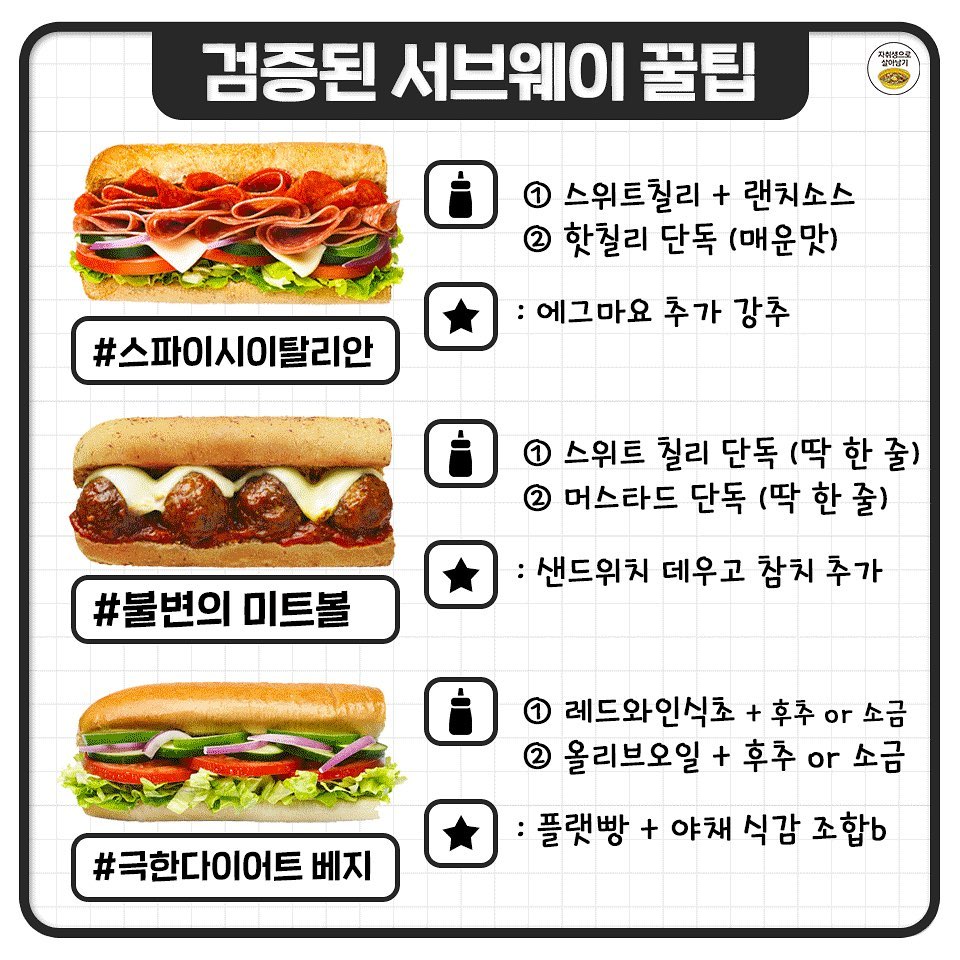 검증된 서브웨이 꿀팁
자취생으로
살아남기
① 스위트칠리 + 랜치소스
② 핫칠리 단독 (매운맛)
: 에그마요 추가 강추
#스파이시이탈리안
① 스위트 칠리 단독 (딱 한 줄)
② 머스타드 단독 (딱 한 줄)
: 샌드위치 데우고 참치 추가
#불변의 미트볼
① 레드와인식초 + 후추 or 소금
② 올리브오일 + 후추 or 소금
: 플랫빵 + 야채 식감 조합b
#극한다이어트 베지